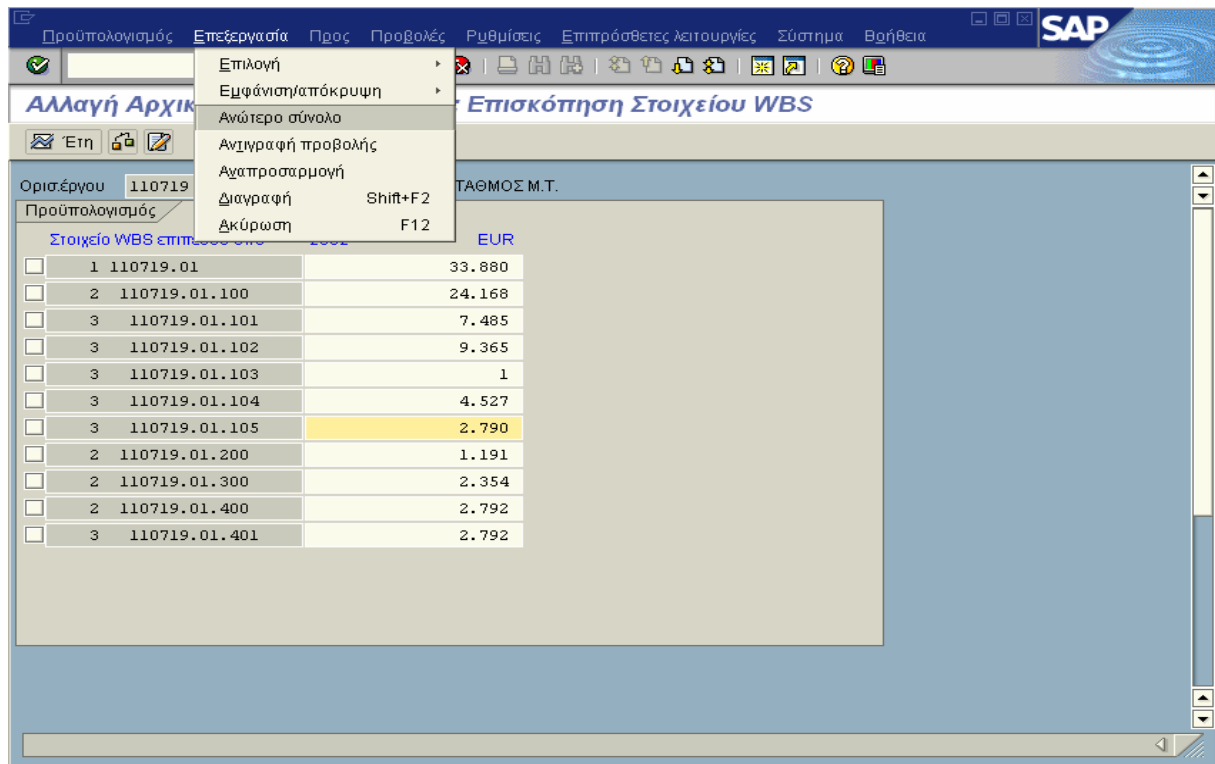 SAP
Προϋπολογισμός Επεξεργασία Προς Προβολές Ρυθμίσεις Επιπρόσθετες λειτουργίες Σύστημα Βοήθεια
Επιλογή
Εμφάνιση/απόκρυψη
Ανώτερο σύνολο
Αντιγραφή προβολής
Αναπροσαρμογή
Διαγραφή Shift+F2
Ακύρωση F12
Αλλαγή Αρχικ : Επισκόπηση Στοιχείου WBS
Έτη
Ορισ.έργου 110719 ΤΑΘΜΟΣ Μ.Τ.
Προϋπολογισμός
Στοιχείο WBS EUR
1 110719.01 33.880
2 110719.01.100 24.168
3 110719.01.101 7.485
3 110719.01.102 9.365
3 110719.01.103 1
3 110719.01.104 4.527
3 110719.01.105 2.790
2 110719.01.200 1.191
2 110719.01.300 2.354
2 110719.01.400 2.792
3 110719.01.401 2.792